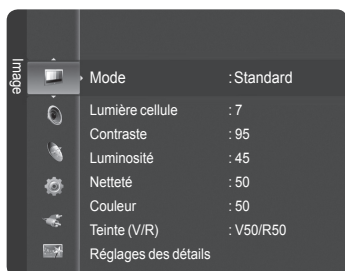 Image
Mode : Standard
Lumière cellule : 7
Contraste : 95
Luminosité : 45
Netteté : 50
Couleur : 50
Teinte (V/R) : V50/R50
Réglages des détails